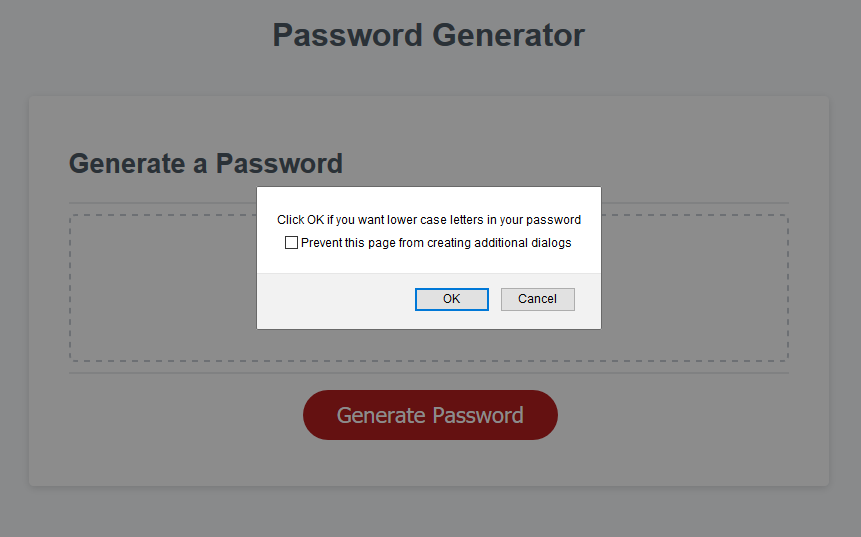 Password Generator
Generate a Password
Click OK if you want lower case letters in your password
Prevent this page from creating additional dialogs
OK
Cancel
Generate Password